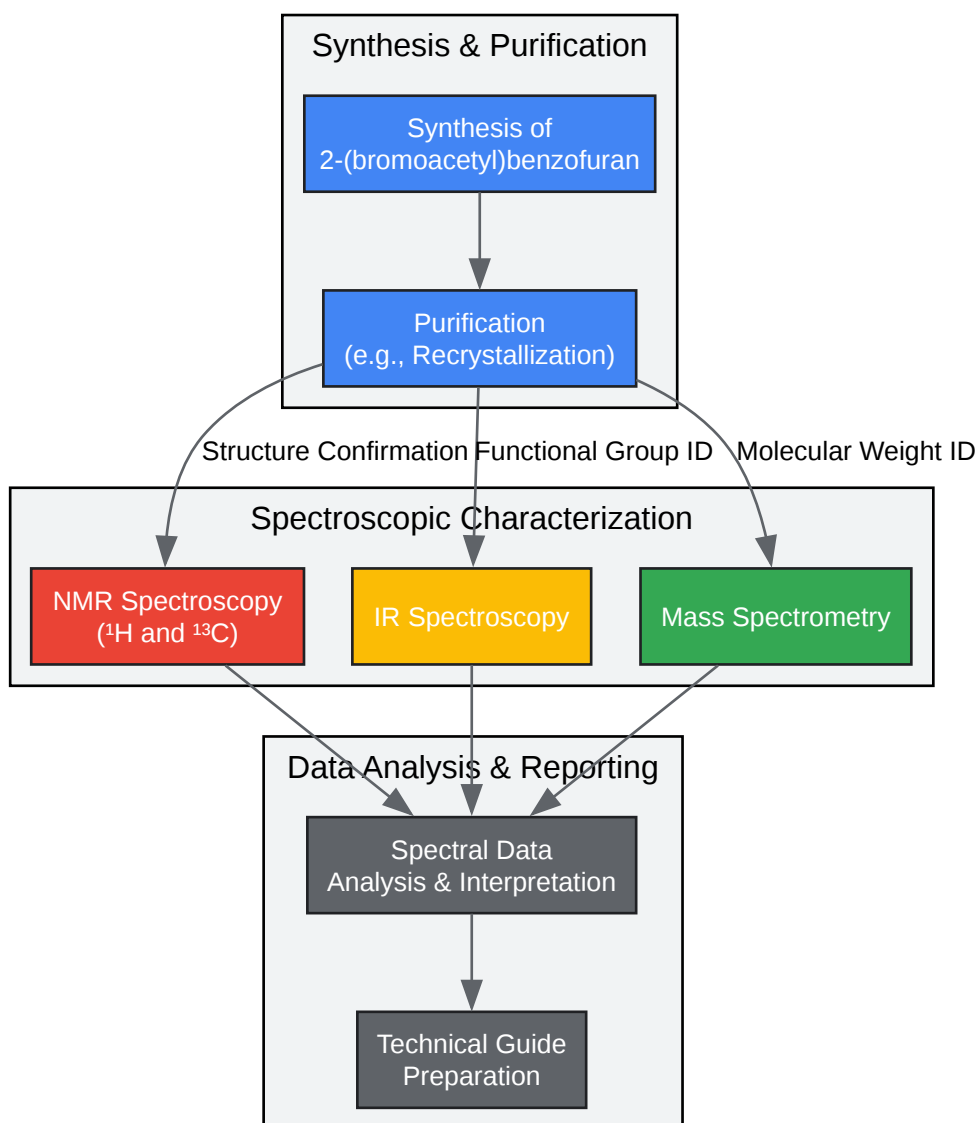 Synthesis & Purification
Synthesis of
2-(bromoacetyl)benzofuran
Purification
(e.g., Recrystallization)
Structure Confirmation
Functional Group ID
Molecular Weight ID
Spectroscopic Characterization
NMR Spectroscopy
(¹H and ¹³C)
IR Spectroscopy
Mass Spectrometry
Data Analysis & Reporting
Spectral Data
Analysis & Interpretation
Technical Guide
Preparation